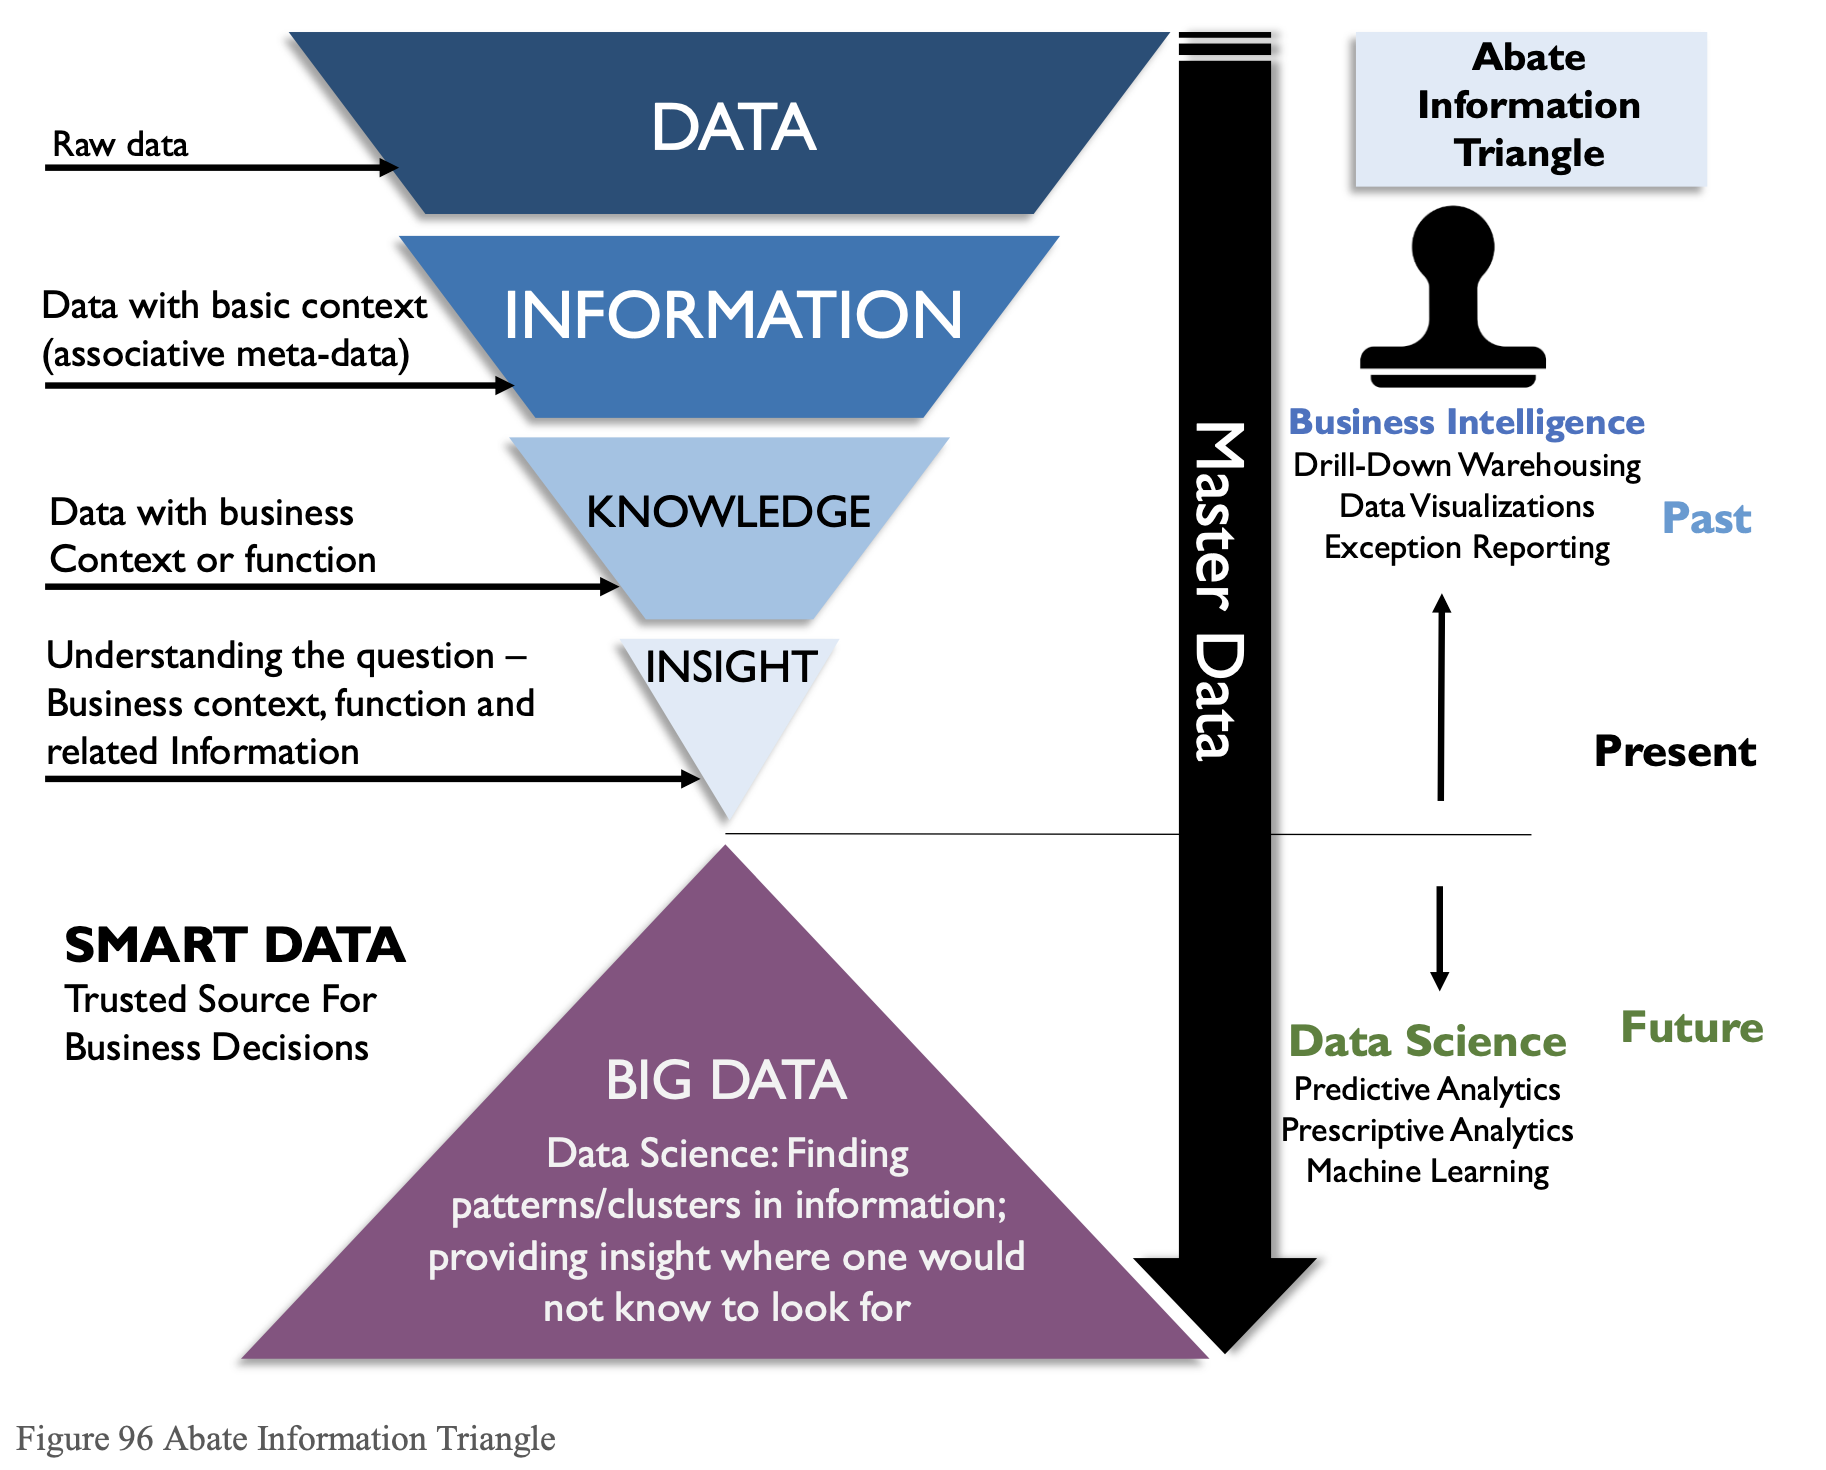 DATA
Raw data
INFORMATION
Data with basic context
(associative meta-data)
KNOWLEDGE
Data with business
Context or function
INSIGHT
Understanding the question –
Business context, function and
related Information
SMART DATA
Trusted Source For
Business Decisions
BIG DATA
Data Science: Finding
patterns/clusters in information;
providing insight where one would
not know to look for
Master Data
Abate
Information
Triangle
Business Intelligence
Drill-Down Warehousing
Data Visualizations
Exception Reporting
Past
Present
Future
Data Science
Predictive Analytics
Prescriptive Analytics
Machine Learning
Figure 96 Abate Information Triangle